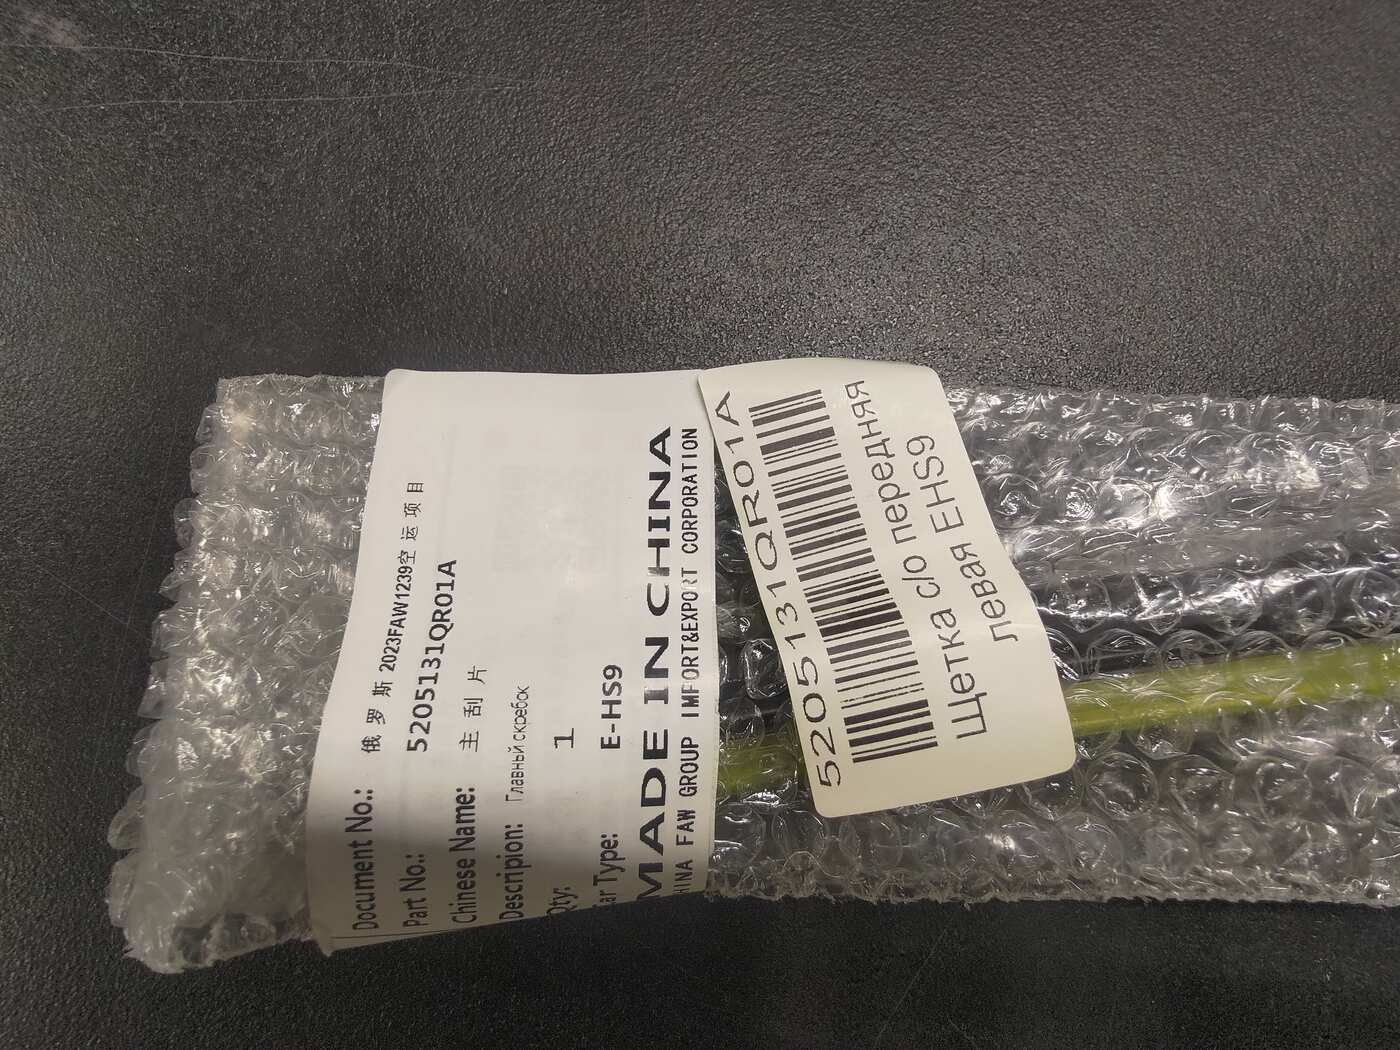 Document No.: 俄罗斯2023FAW1239空运项目
Part No.: 5205131QR01A
Chinese Name: 主刮片
Descripion: Главный скребок
Qty: 1
Car Type: E-HS9
MADE IN CHINA
CHINA FAW GROUP IMPORT&EXPORT CORPORATION
5205131QR01A
Щетка с/о передняя
левая EHS9